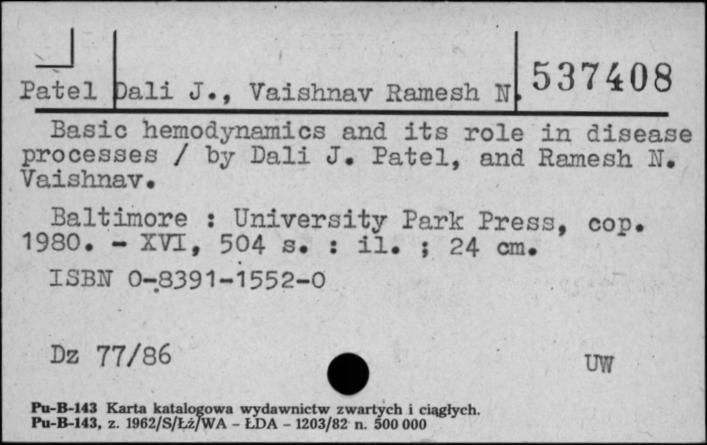 Patel Dali J., Vaishnav Ramesh N. 537408
Basic hemodynamics and its role in disease
processes / by Dali J. Patel, and Ramesh N.
Vaishnav.
Baltimore : University Park Press, cop.
1980. - XVI, 504 s. : il. ; 24 cm.
ISBN 0-8391-1552-0
Dz 77/86
UW
Pu-B-143 Karta katalogowa wydawnictw zwartych i ciągłych.
Pu-B-143, z. 1962/S/Łż/WA - ŁDA - 1203/82 n. 500 000